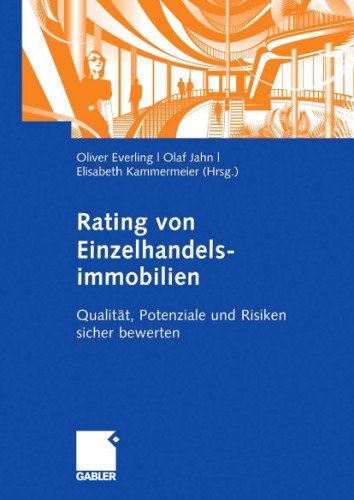 Oliver Everling | Olaf Jahn |
Elisabeth Kammermeier (Hrsg.)
Rating von
Einzelhandels-
immobilien
Qualität, Potenziale und Risiken
sicher bewerten
GABLER